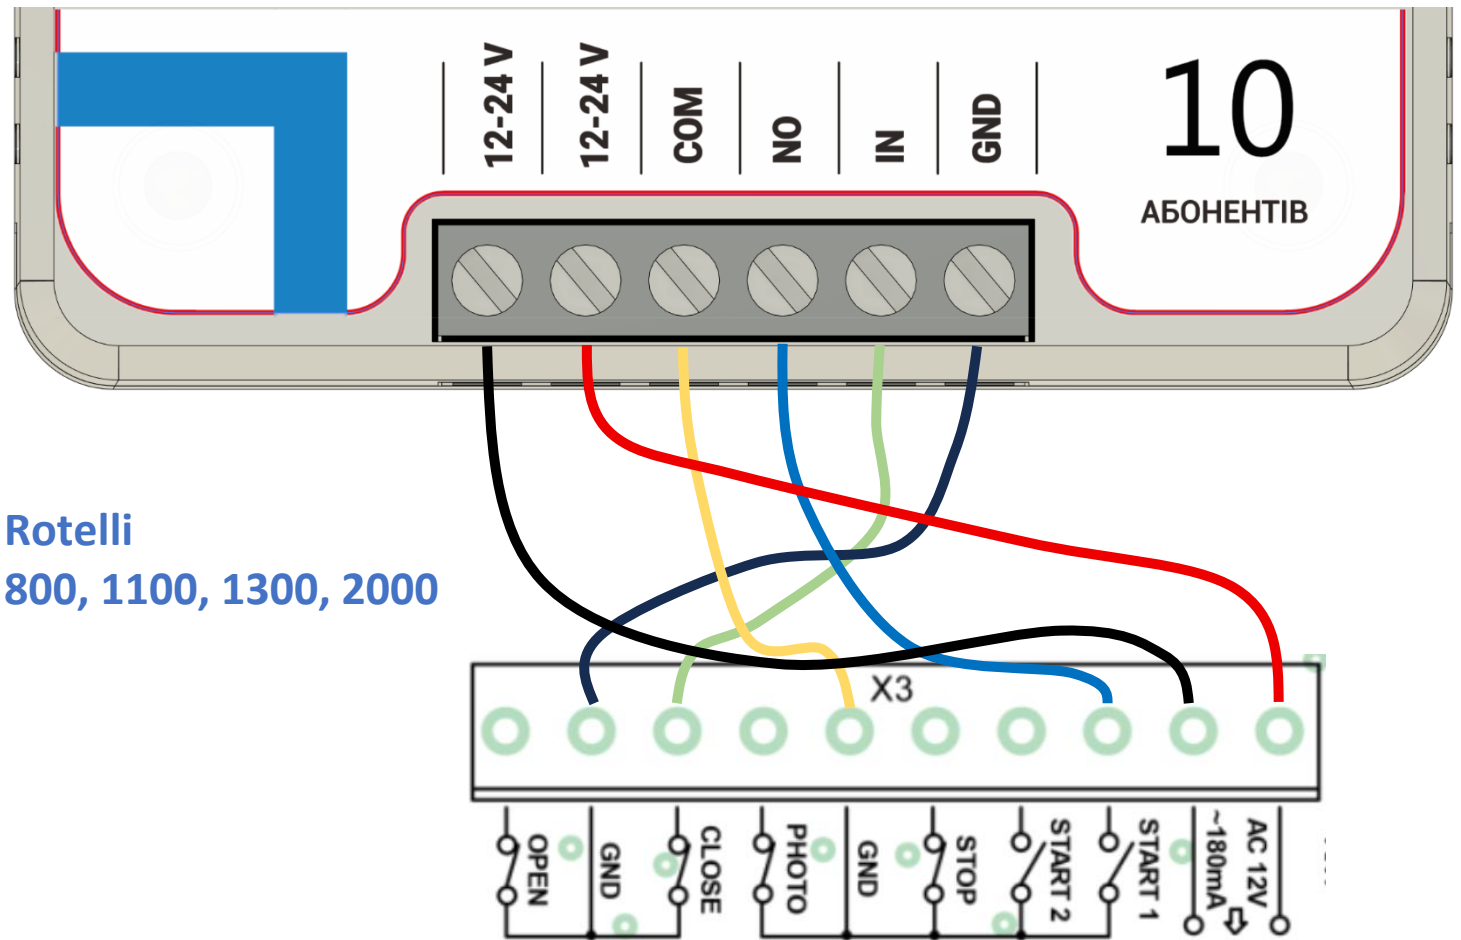 12-24 V
12-24 V
COM
NO
IN
GND
10
АБОНЕНТІВ
Rotelli
800, 1100, 1300, 2000
X3
OPEN
GND
CLOSE
PHOTO
GND
STOP
START 2
START 1
~180mA
AC 12V